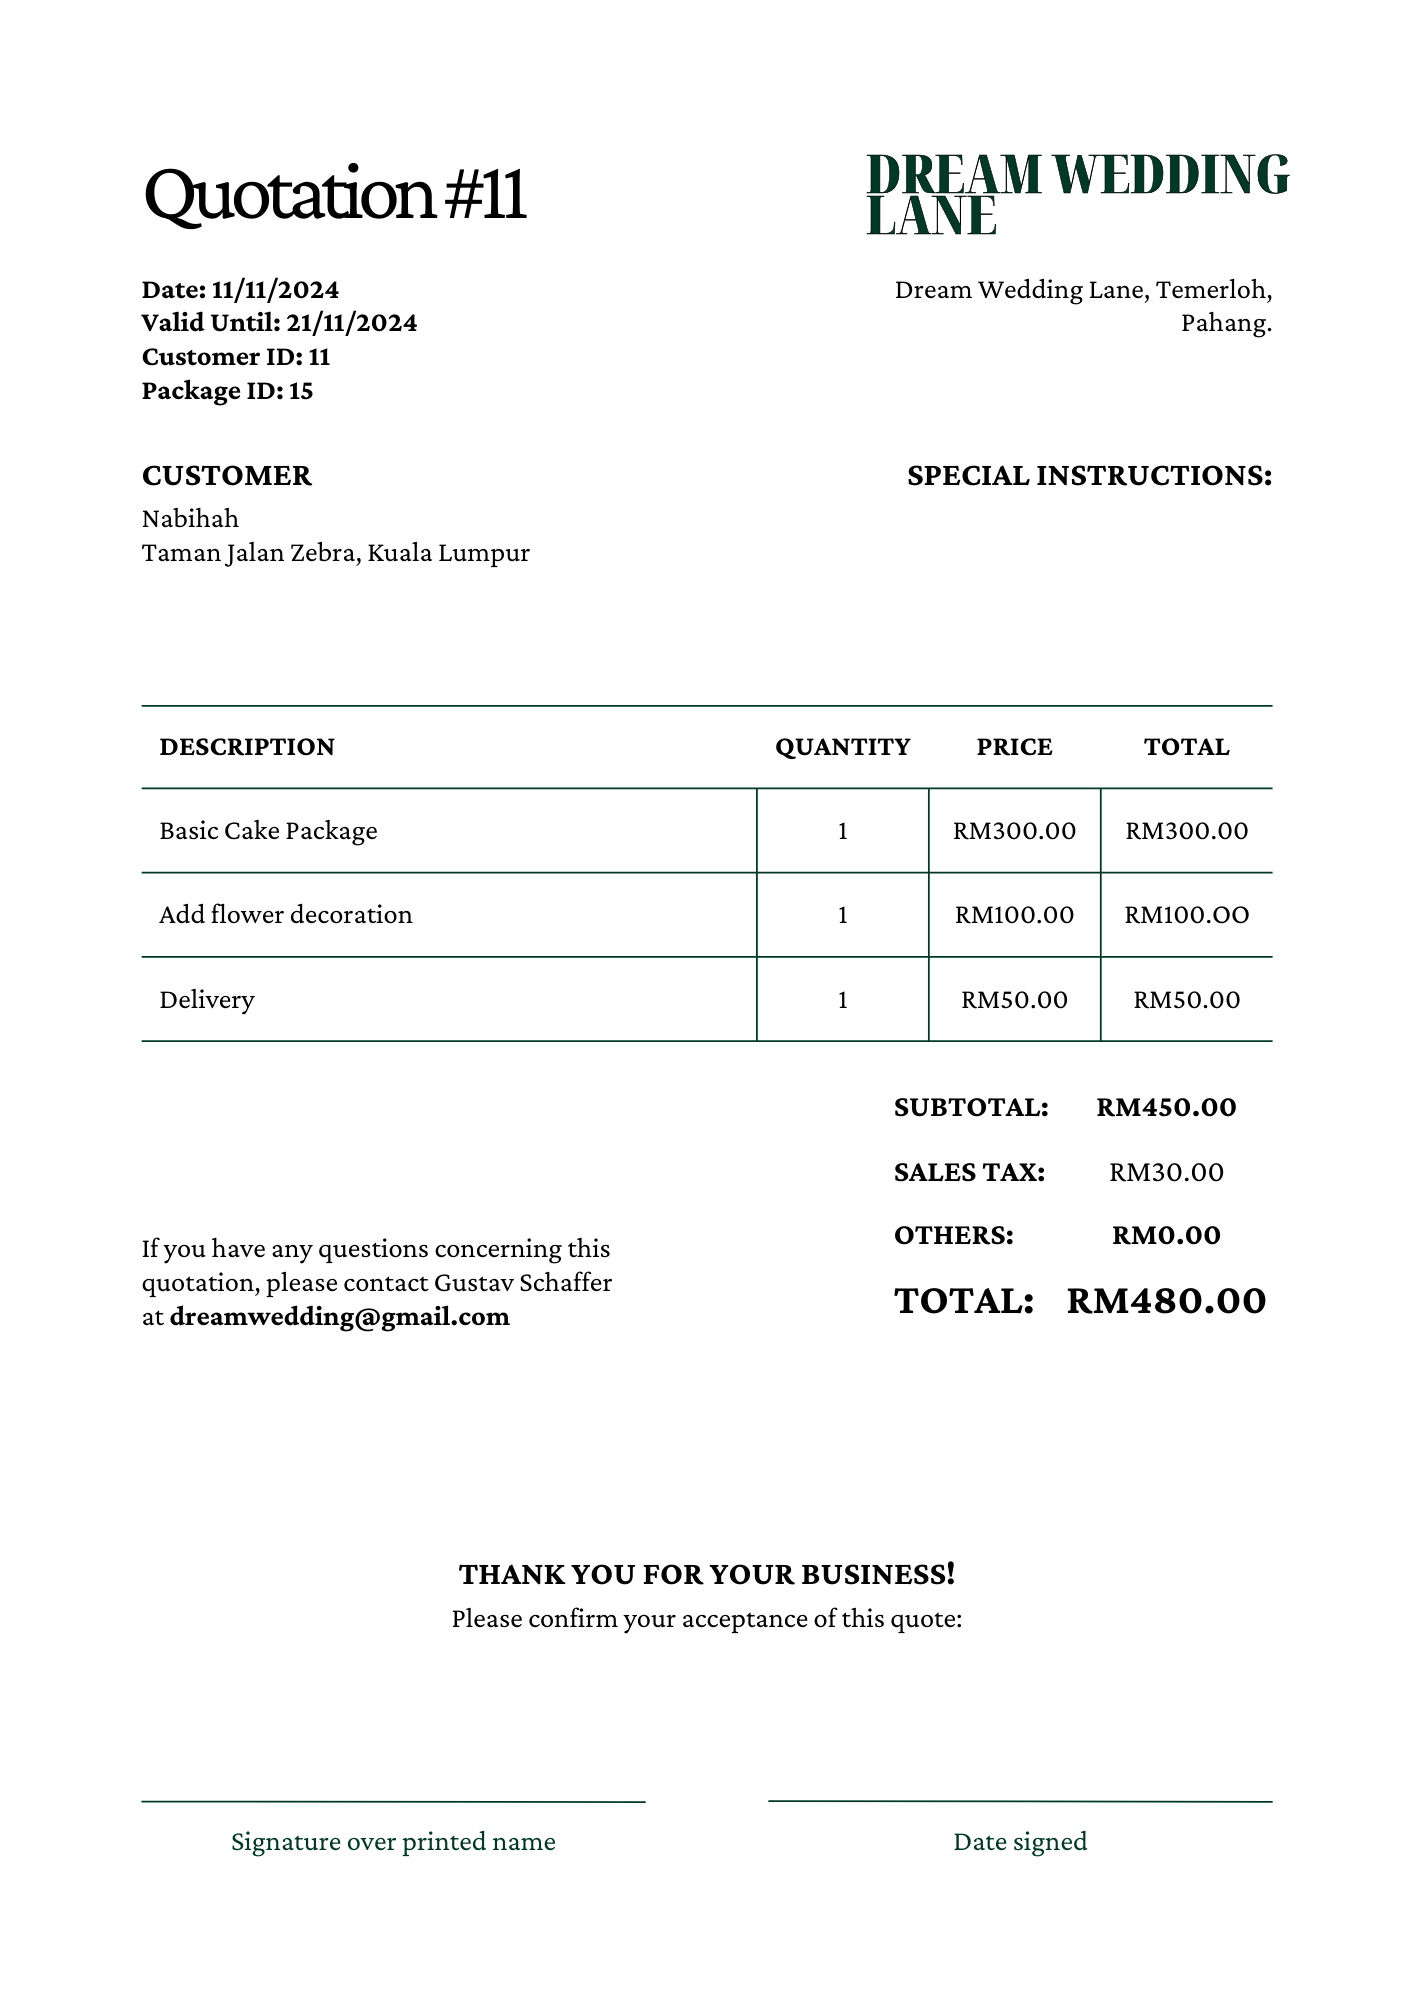 Quotation #11
DREAM WEDDING
LANE
Date: 11/11/2024
Valid Until: 21/11/2024
Customer ID: 11
Package ID: 15
Dream Wedding Lane, Temerloh,
Pahang.
CUSTOMER
Nabihah
Taman Jalan Zebra, Kuala Lumpur
SPECIAL INSTRUCTIONS:
DESCRIPTION QUANTITY PRICE TOTAL
Basic Cake Package 1 RM300.00 RM300.00
Add flower decoration 1 RM100.00 RM100.OO
Delivery 1 RM50.00 RM50.00
SUBTOTAL: RM450.00
SALES TAX: RM30.00
OTHERS: RM0.00
TOTAL: RM480.00
If you have any questions concerning this
quotation, please contact Gustav Schaffer
at dreamwedding@gmail.com
THANK YOU FOR YOUR BUSINESS!
Please confirm your acceptance of this quote:
Signature over printed name
Date signed